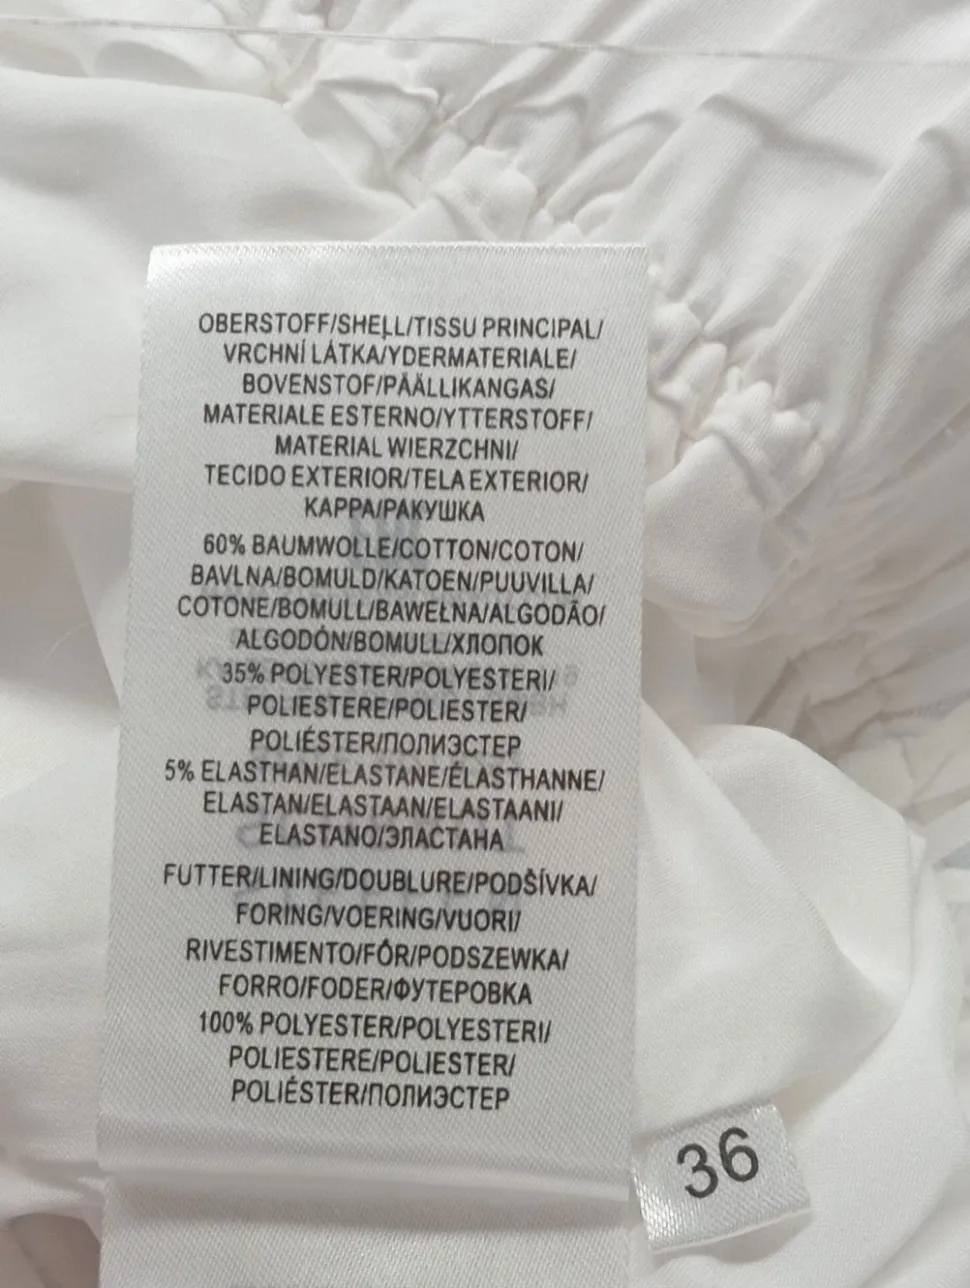 OBERSTOFF/SHELL/TISSU PRINCIPAL/
VRCHNÍ LÁTKA/YDERMATERIALE/
BOVENSTOF/PÄÄLLIKANGAS/
MATERIALE ESTERNO/YTTERSTOFF/
MATERIAL WIERZCHNI/
TECIDO EXTERIOR/TELA EXTERIOR/
KAPPA/РАКУШКА
60% BAUMWOLLE/COTTON/COTON/
BAVLNA/BOMULD/KATOEN/PUUVILLA/
COTONE/BOMULL/BAWEŁNA/ALGODÃO/
ALGODÓN/BOMULL/ХЛОПОК
35% POLYESTER/POLYESTERI/
POLIESTERE/POLIESTER/
POLIÉSTER/ПОЛИЭСТЕР
5% ELASTHAN/ELASTANE/ÉLASTHANNE/
ELASTAN/ELASTAAN/ELASTAANI/
ELASTANO/ЭЛАСТАНА
FUTTER/LINING/DOUBLURE/PODŠÍVKA/
FORING/VOERING/VUORI/
RIVESTIMENTO/FÔR/PODSZEWKA/
FORRO/FODER/ФУТЕРОВКА
100% POLYESTER/POLYESTERI/
POLIESTERE/POLIESTER/
POLIÉSTER/ПОЛИЭСТЕР
36